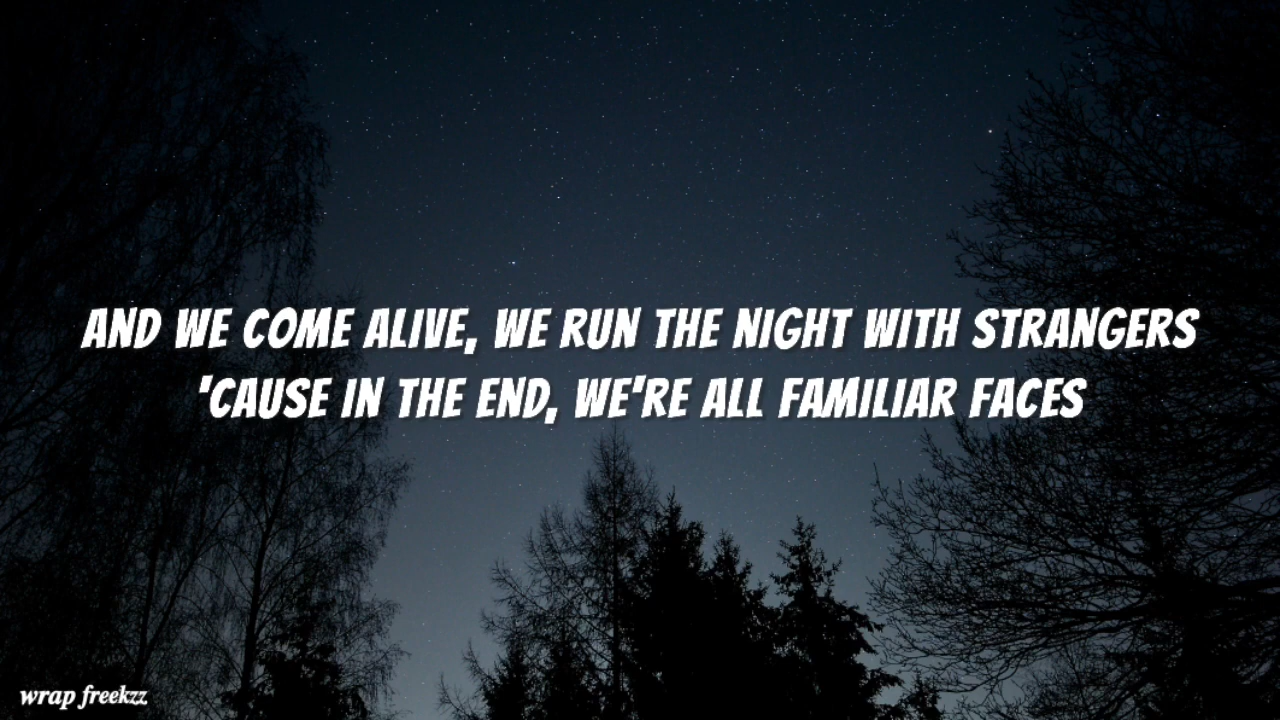 AND WE COME ALIVE, WE RUN THE NIGHT WITH STRANGERS
'CAUSE IN THE END, WE'RE ALL FAMILIAR FACES
wrap freekzz